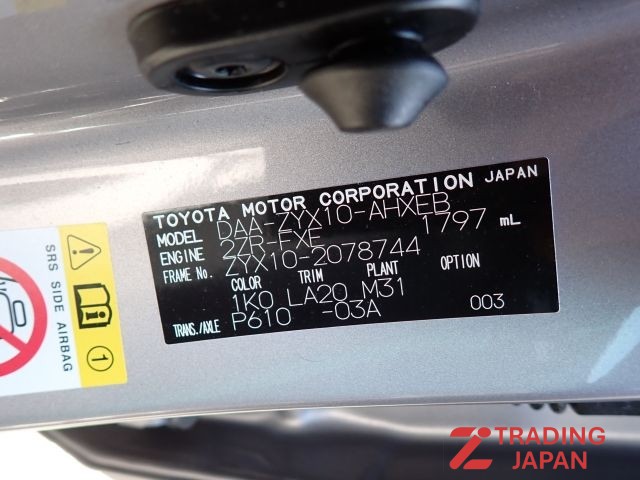 TOYOTA MOTOR CORPORATION JAPAN
MODEL DAA-ZYX10-AHXEB
ENGINE 2ZR-FXE 1797 mL
FRAME No. ZYX10-2078744
COLOR TRIM PLANT OPTION
1K0 LA20 M31
TRANS./AXLE P610 -03A 003
SRS SIDE AIRBAG
1
TRADING
JAPAN